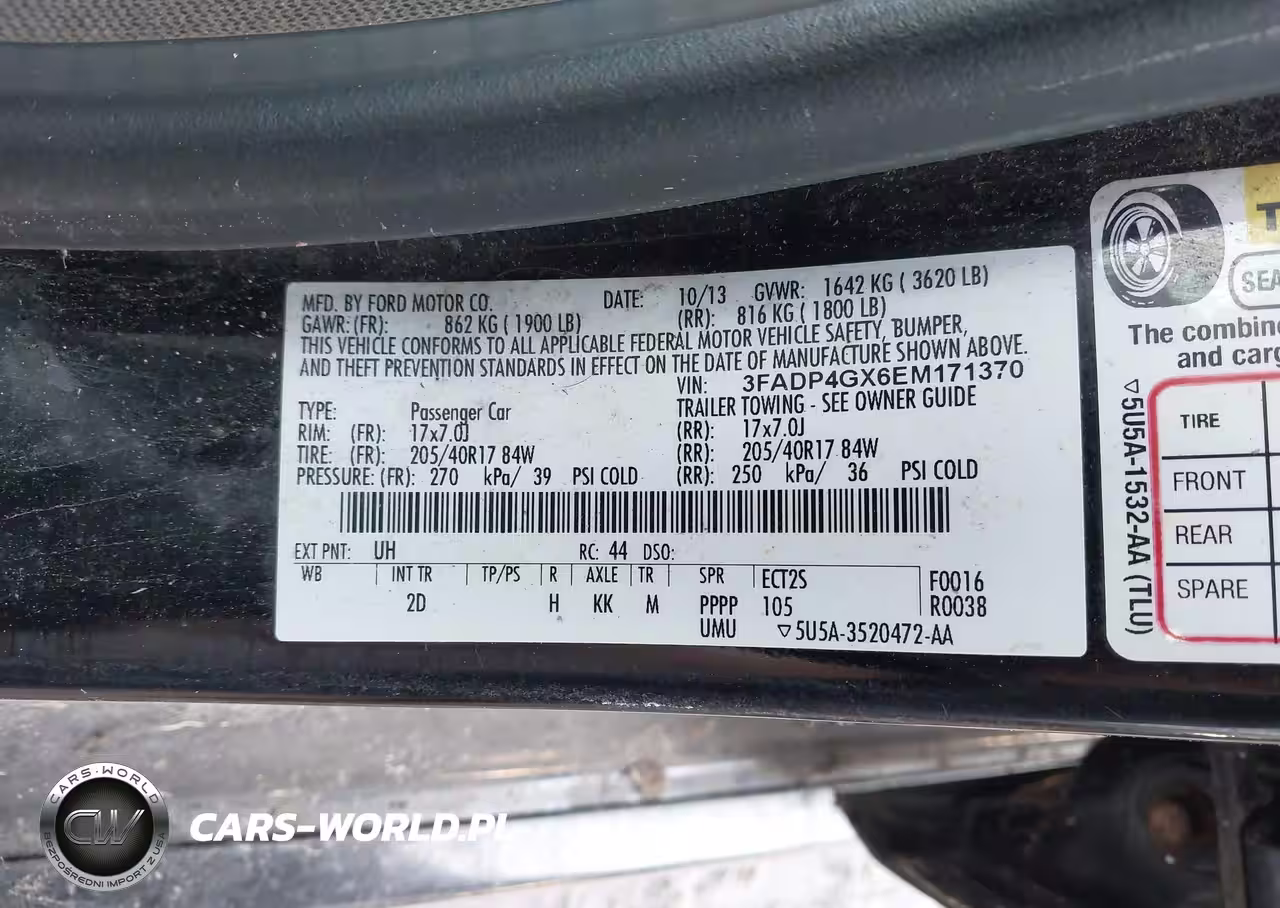 MFD. BY FORD MOTOR CO. DATE: 10/13 GVWR: 1642 KG ( 3620 LB)
GAWR: (FR): 862 KG ( 1900 LB) (RR): 816 KG ( 1800 LB)
THIS VEHICLE CONFORMS TO ALL APPLICABLE FEDERAL MOTOR VEHICLE SAFETY, BUMPER,
AND THEFT PREVENTION STANDARDS IN EFFECT ON THE DATE OF MANUFACTURE SHOWN ABOVE.
VIN: 3FADP4GX6EM171370
TYPE: Passenger Car TRAILER TOWING - SEE OWNER GUIDE
RIM: (FR): 17x7.0J (RR): 17x7.0J
TIRE: (FR): 205/40R17 84W (RR): 205/40R17 84W
PRESSURE: (FR): 270 kPa/ 39 PSI COLD (RR): 250 kPa/ 36 PSI COLD
EXT PNT: UH RC: 44 DSO:
WB INT TR TP/PS R AXLE TR SPR ECT2S F0016
2D H KK M PPPP 105 R0038
UMU ▽5U5A-3520472-AA
T
SEA
The combin
and carg
TIRE
FRONT
REAR
SPARE
▽5U5A-1532-AA (TLU)
CARS-WORLD
CW
BEZPOŚREDNI IMPORT Z USA
CARS-WORLD.PL